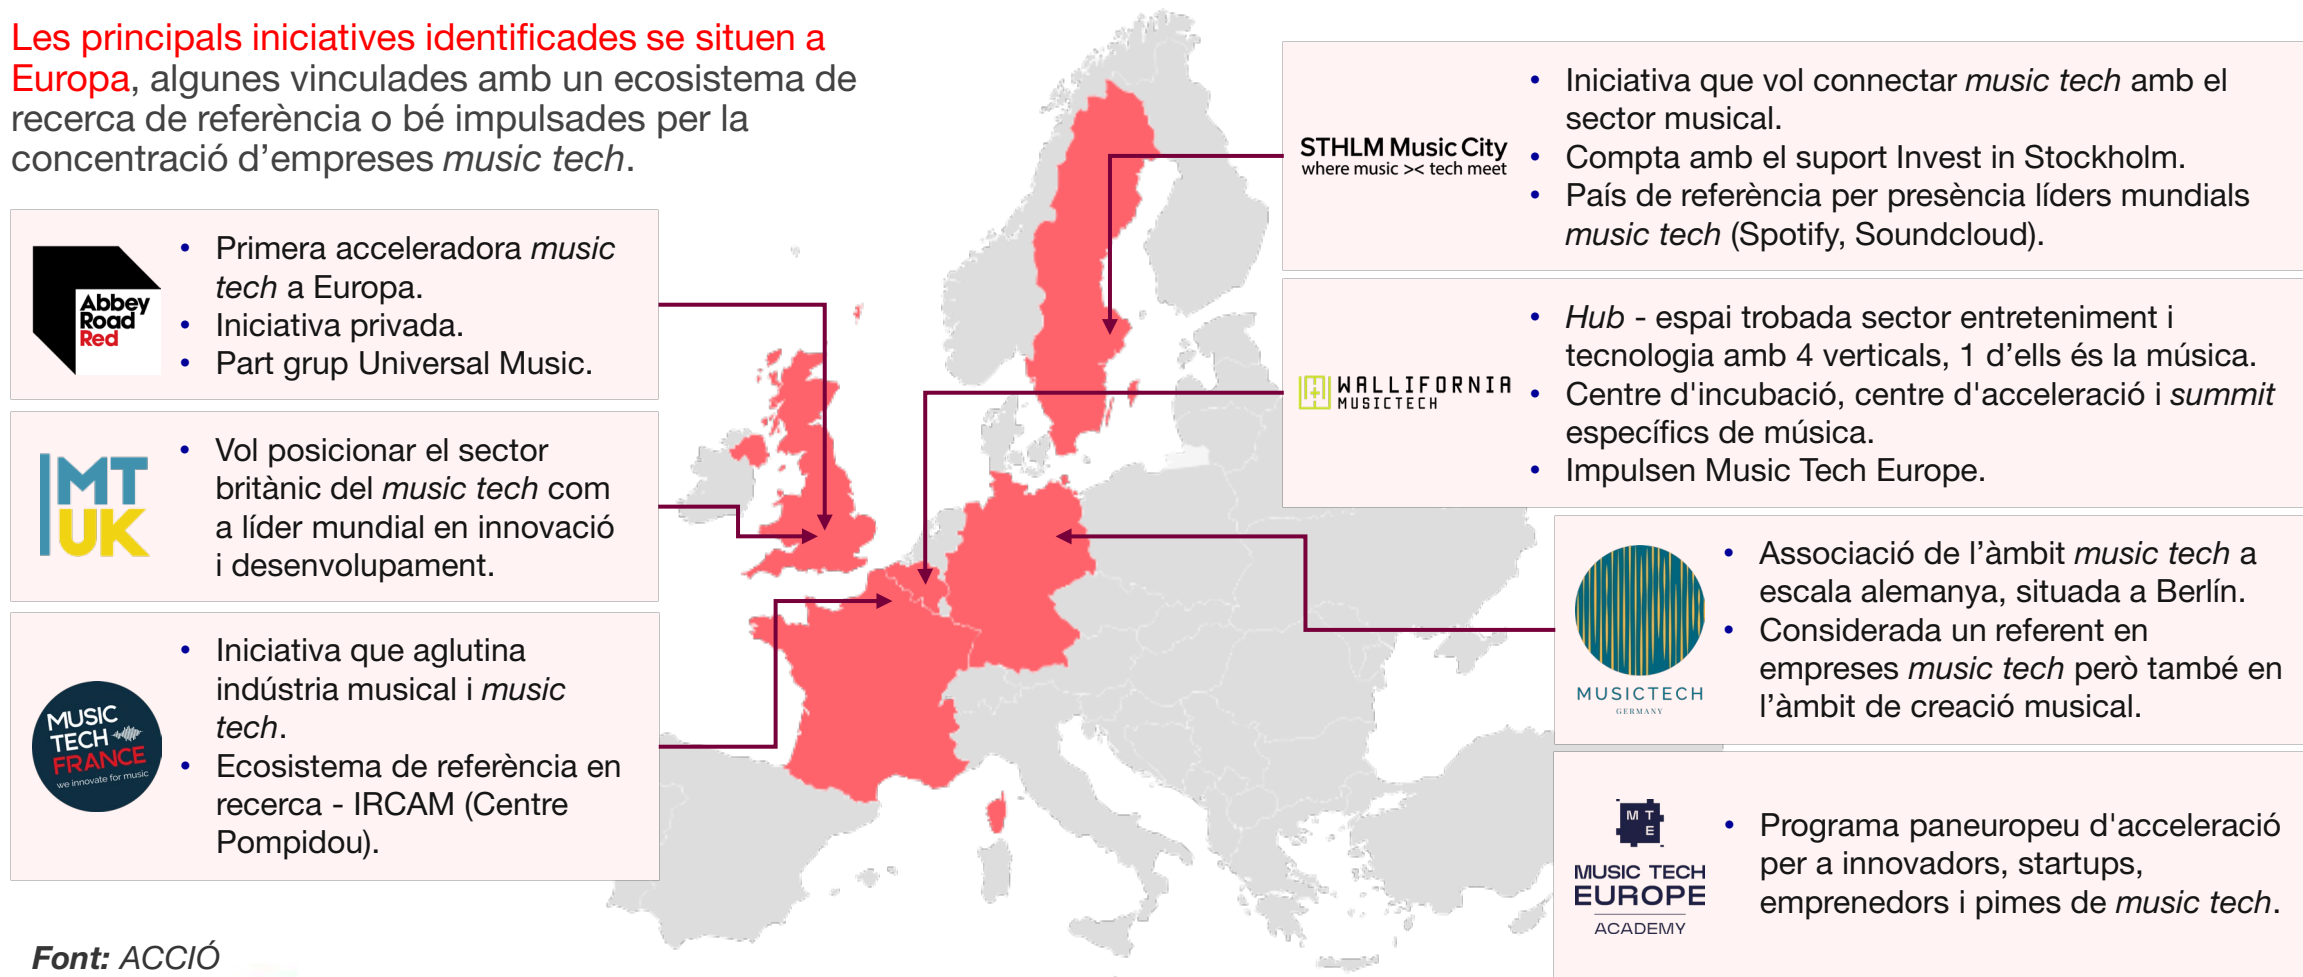 Les principals iniciatives identificades se situen a
Europa, algunes vinculades amb un ecosistema de
recerca de referència o bé impulsades per la
concentració d’empreses music tech.
Abbey
Road
Red
• Primera acceleradora music
tech a Europa.
• Iniciativa privada.
• Part grup Universal Music.
MT
UK
• Vol posicionar el sector
britànic del music tech com
a líder mundial en innovació
i desenvolupament.
MUSIC
TECH
FRANCE
we innovate for music
• Iniciativa que aglutina
indústria musical i music
tech.
• Ecosistema de referència en
recerca - IRCAM (Centre
Pompidou).
Font: ACCIÓ
STHLM Music City
where music >< tech meet
• Iniciativa que vol connectar music tech amb el
sector musical.
• Compta amb el suport Invest in Stockholm.
• País de referència per presència líders mundials
music tech (Spotify, Soundcloud).
WALLIFORNIA
MUSICTECH
• Hub - espai trobada sector entreteniment i
tecnologia amb 4 verticals, 1 d’ells és la música.
• Centre d'incubació, centre d'acceleració i summit
específics de música.
• Impulsen Music Tech Europe.
MUSICTECH
GERMANY
• Associació de l’àmbit music tech a
escala alemanya, situada a Berlín.
• Considerada un referent en
empreses music tech però també en
l’àmbit de creació musical.
M T
E
MUSIC TECH
EUROPE
ACADEMY
• Programa paneuropeu d'acceleració
per a innovadors, startups,
emprenedors i pimes de music tech.